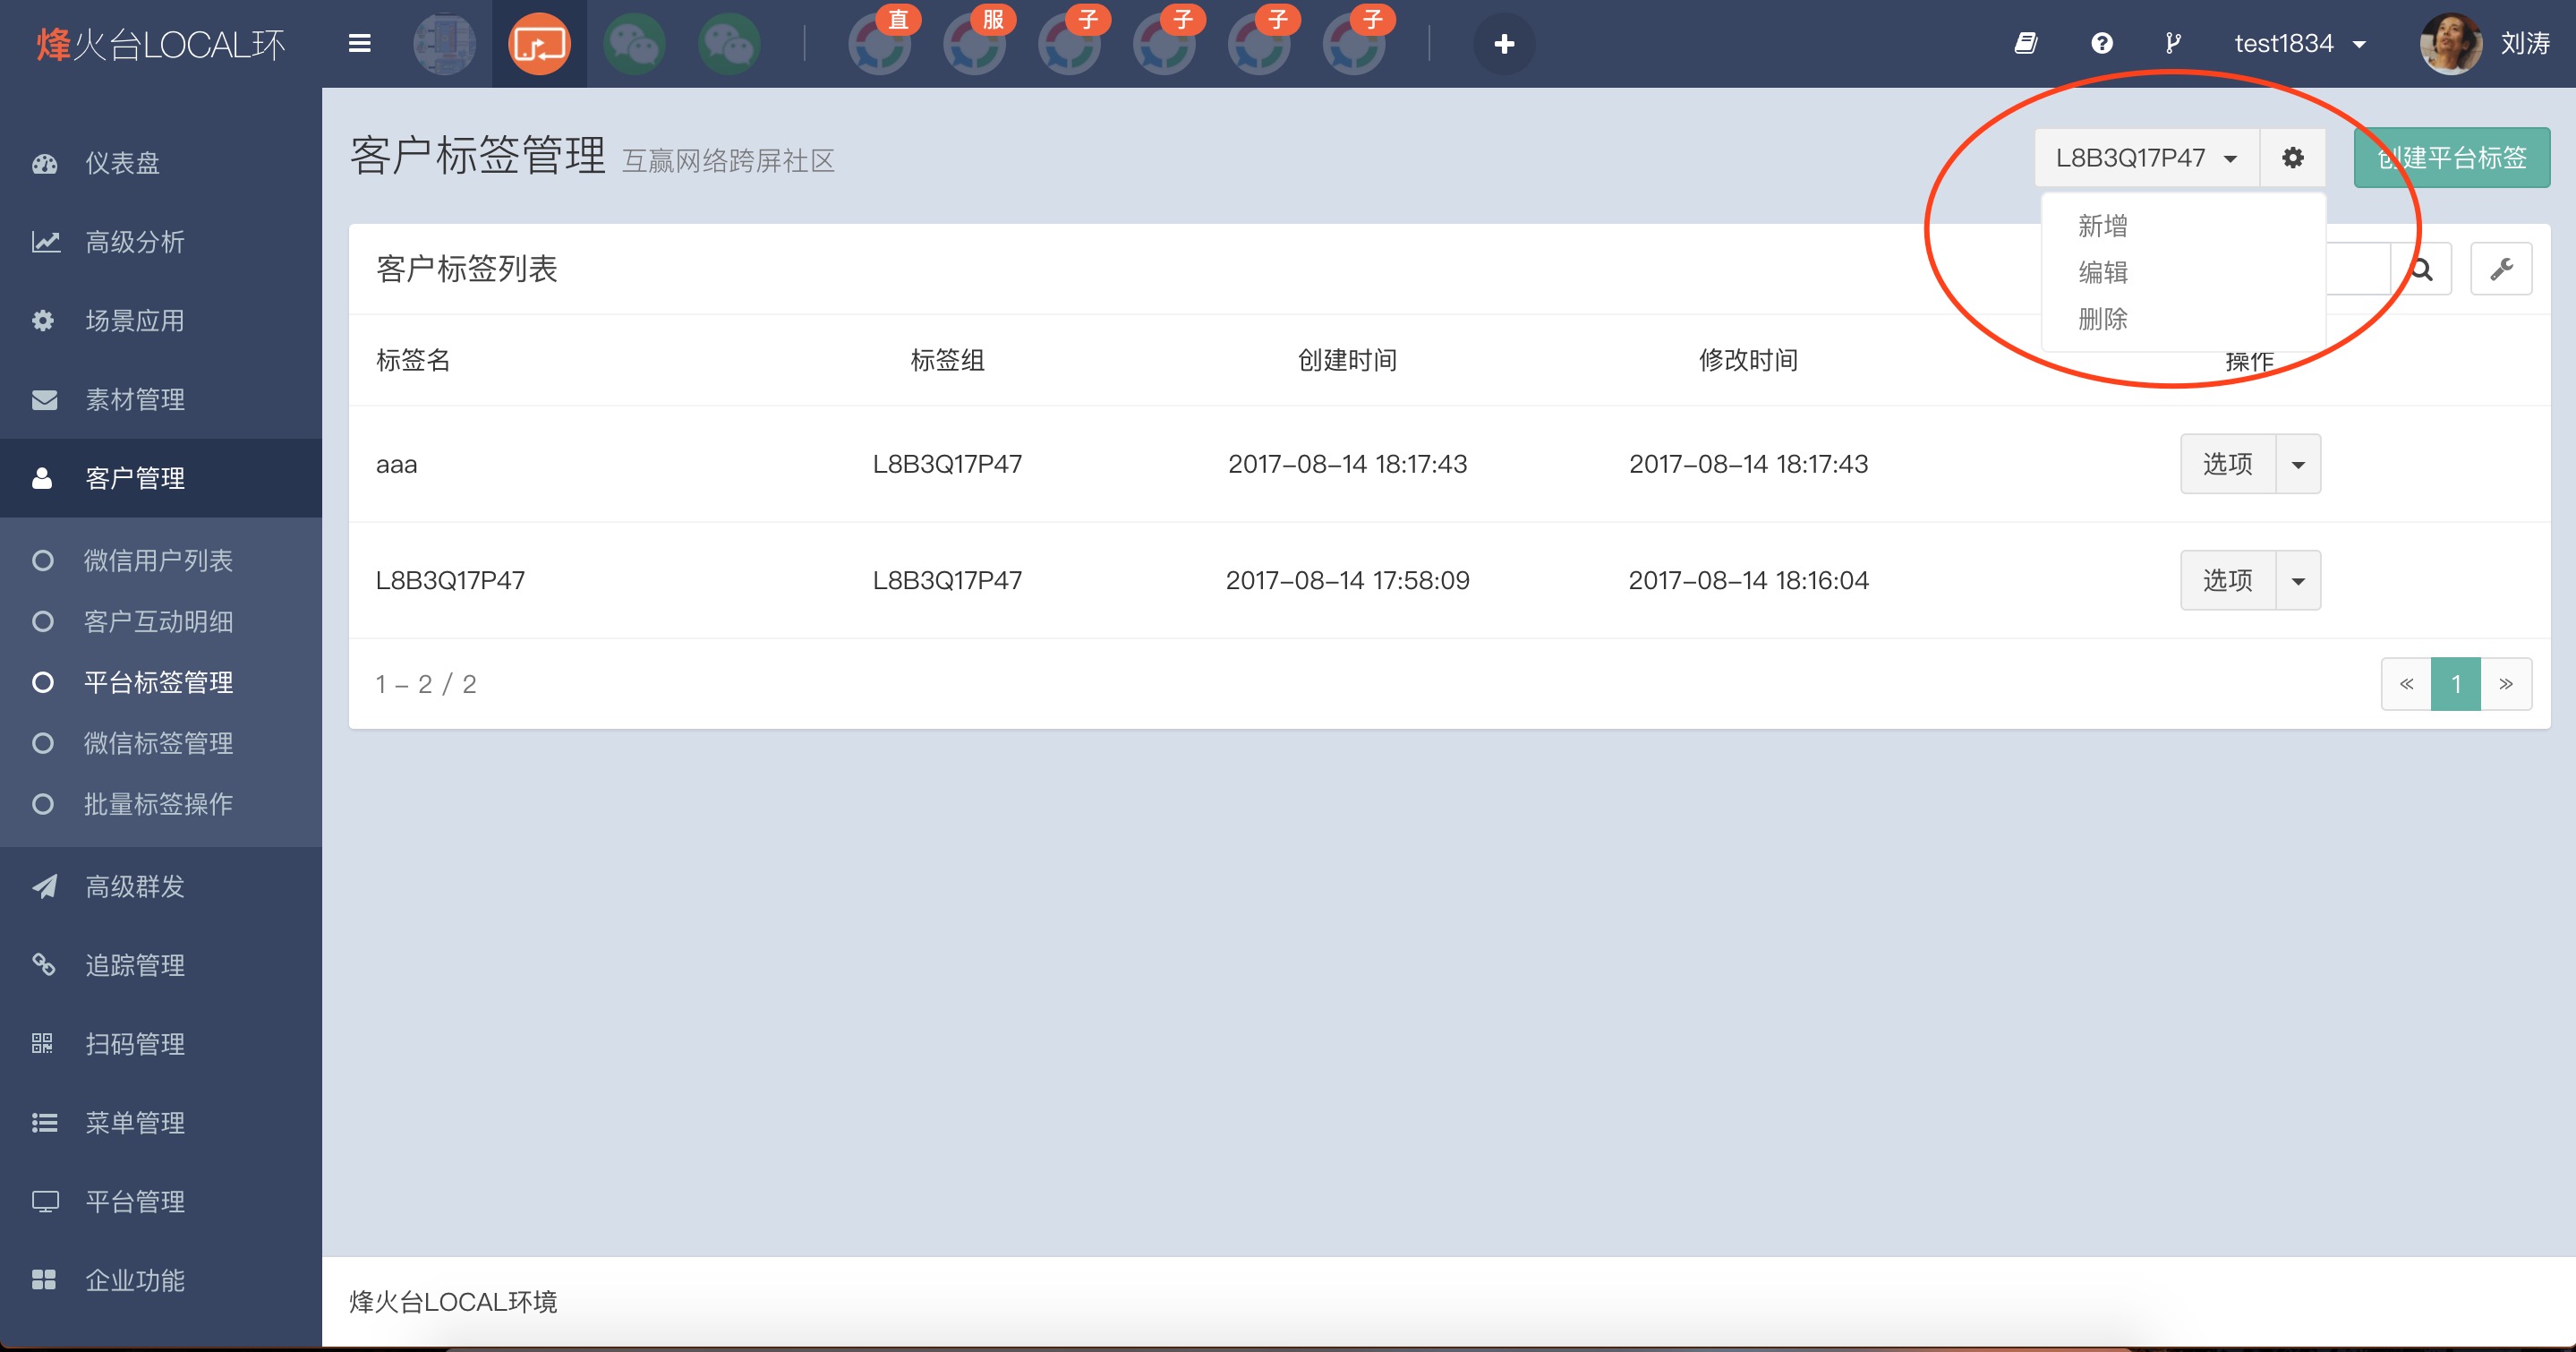 烽火台LOCAL环
直 服 子 子 子 子
test1834 刘涛
仪表盘
高级分析
场景应用
素材管理
客户管理
微信用户列表
客户互动明细
平台标签管理
微信标签管理
批量标签操作
高级群发
追踪管理
扫码管理
菜单管理
平台管理
企业功能
客户标签管理 互赢网络跨屏社区
L8B3Q17P47 创建平台标签
新增
编辑
删除
客户标签列表
标签名 标签组 创建时间 修改时间 操作
aaa L8B3Q17P47 2017-08-14 18:17:43 2017-08-14 18:17:43 选项
L8B3Q17P47 L8B3Q17P47 2017-08-14 17:58:09 2017-08-14 18:16:04 选项
1 - 2 / 2
« 1 »
烽火台LOCAL环境